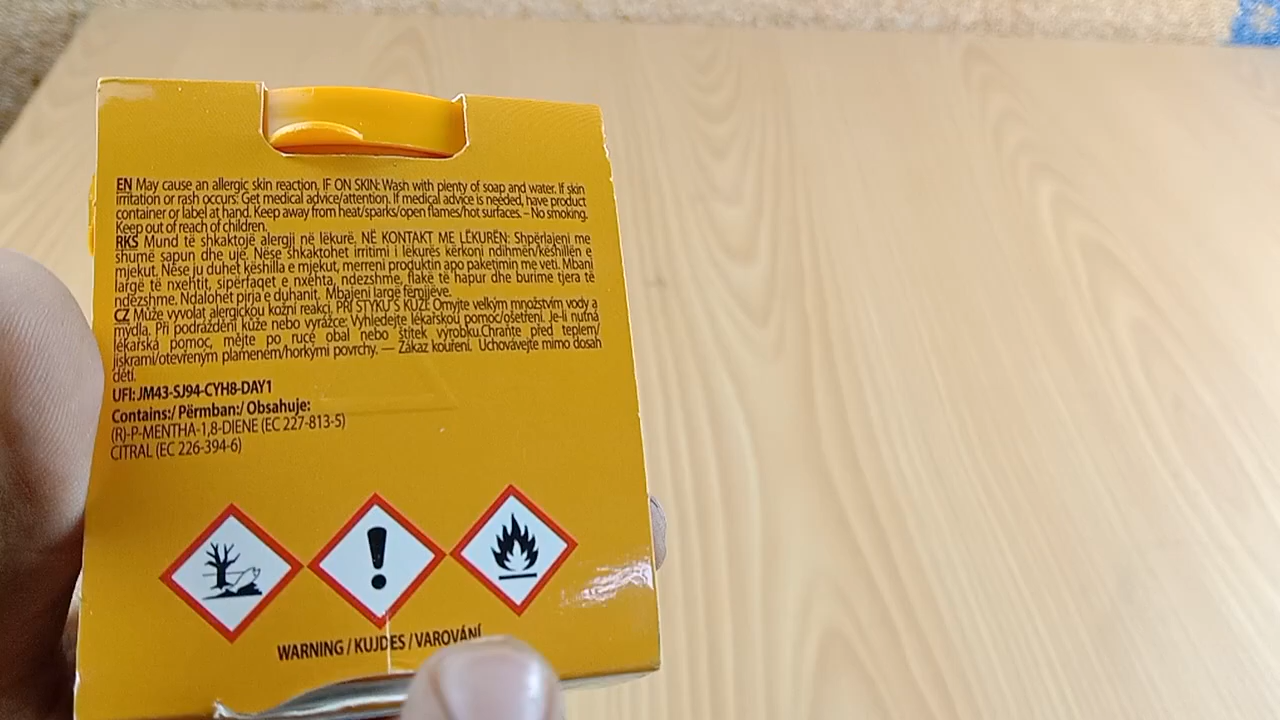 EN May cause an allergic skin reaction. IF ON SKIN: Wash with plenty of soap and water. If skin
irritation or rash occurs: Get medical advice/attention. If medical advice is needed, have product
container or label at hand. Keep away from heat/sparks/open flames/hot surfaces. – No smoking.
Keep out of reach of children.
RKS Mund të shkaktojë alergji në lëkurë. NË KONTAKT ME LËKURËN: Shpërlajeni me
shumë sapun dhe ujë. Nëse shkaktohet irritimi i lëkurës kërkoni ndihmën/këshillën e
mjekut. Nëse ju duhet këshilla e mjekut, merreni produktin apo paketimin me veti. Mbani
largë të nxehtit, sipërfaqet e nxehta, ndezshme, flakë të hapur dhe burime tjera të
ndezshme. Ndalohet pirja e duhanit. Mbajeni largë fëmijëve.
CZ Může vyvolat alergickou kožní reakci. PŘI STYKU S KŮŽÍ: Omyjte velkým množstvím vody a
mýdla. Při podráždění kůže nebo vyrážce: Vyhledejte lékařskou pomoc/ošetření. Je-li nutná
lékařská pomoc, mějte po ruce obal nebo štítek výrobku.Chraňte před teplem/
jiskrami/otevřeným plamenem/horkými povrchy. — Zákaz kouření. Uchovávejte mimo dosah
dětí.
UFI: JM43-SJ94-CYH8-DAY1
Contains:/ Përmban:/ Obsahuje:
(R)-P-MENTHA-1,8-DIENE (EC 227-813-5)
CITRAL (EC 226-394-6)
WARNING / KUJDES / VAROVÁNÍ